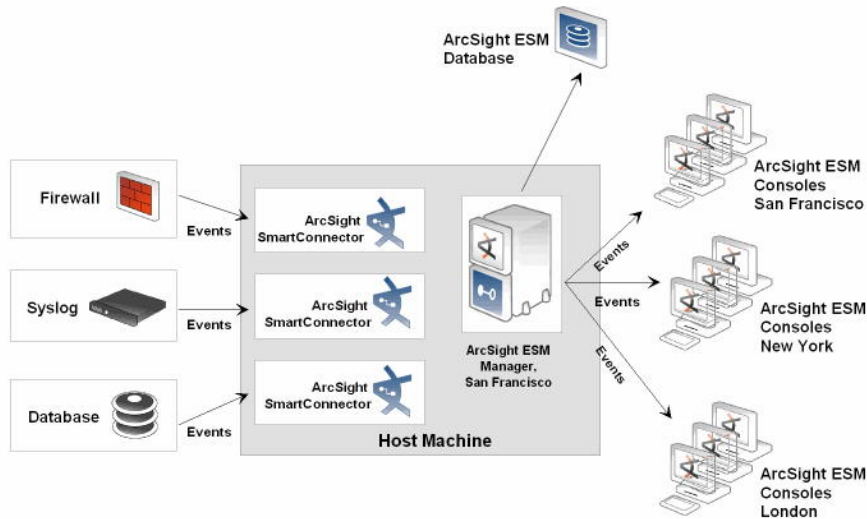 ArcSight ESM
Database
Firewall
Events
Syslog
Events
Database
Events
ArcSight
SmartConnector
ArcSight
SmartConnector
ArcSight
SmartConnector
ArcSight ESM
Manager,
San Francisco
Host Machine
Events
Events
Events
ArcSight ESM
Consoles
San Francisco
ArcSight ESM
Consoles
New York
ArcSight ESM
Consoles
London